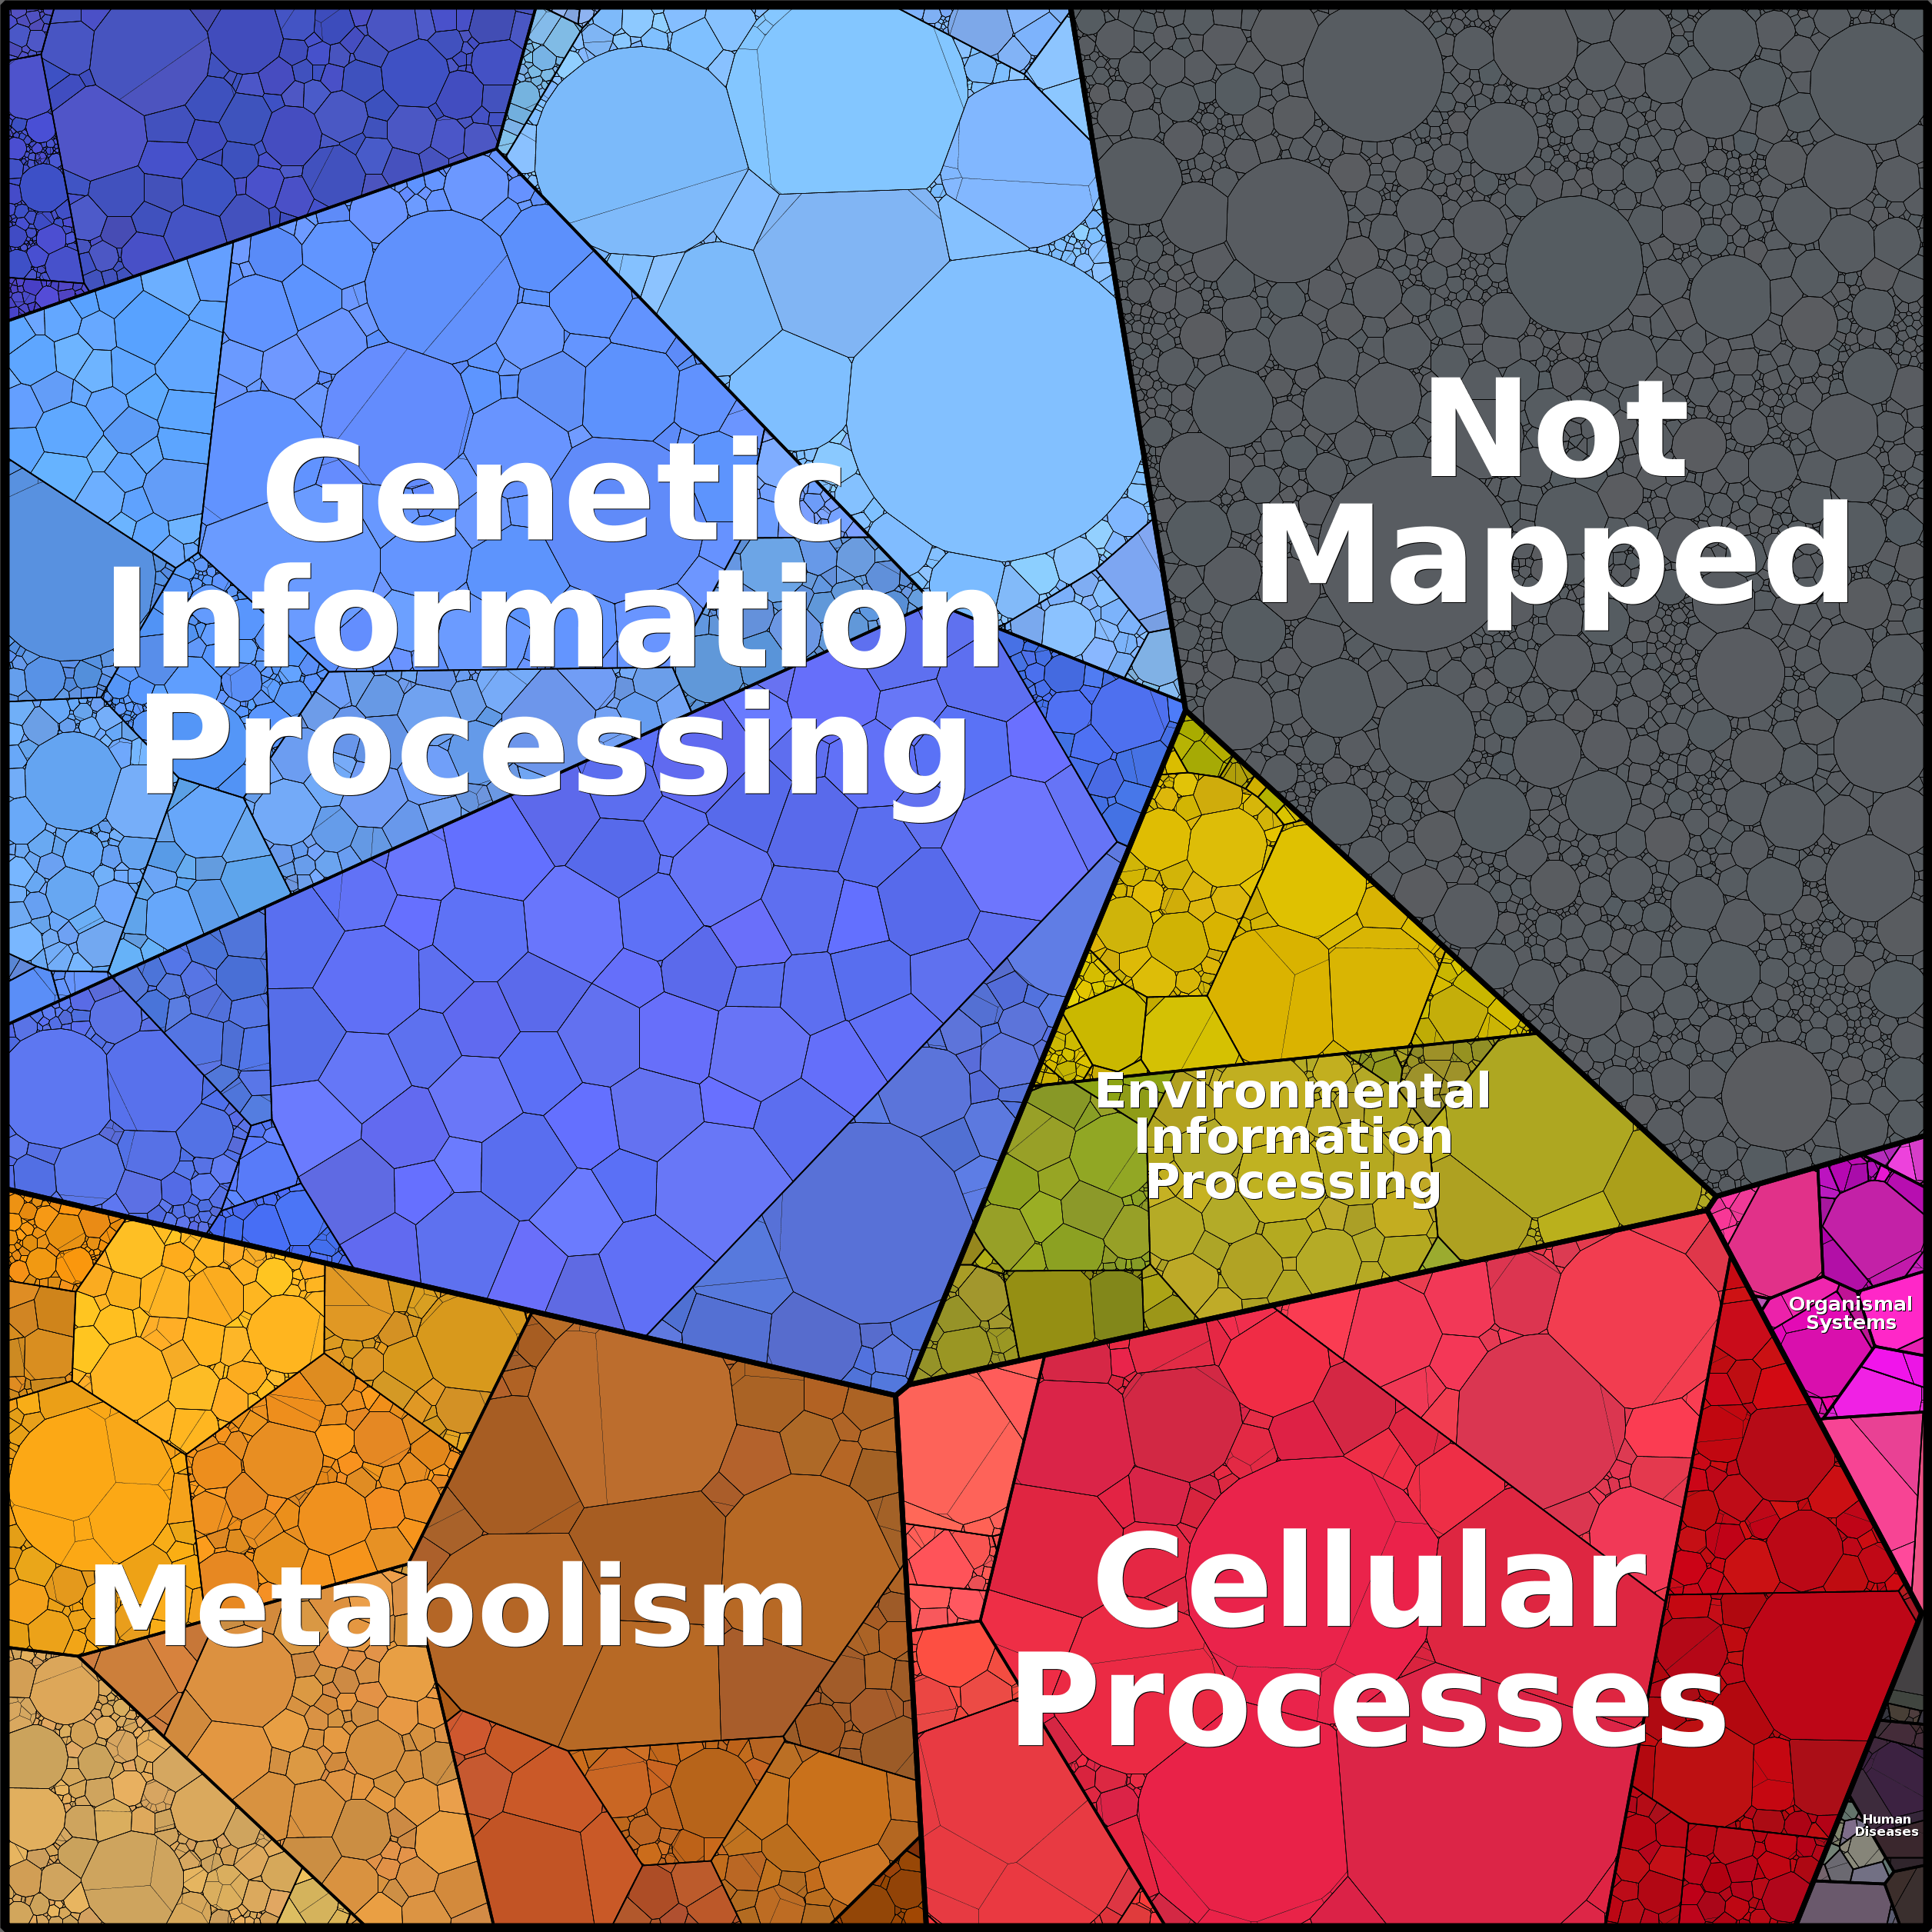 Not
Mapped
Genetic
Information
Processing
Environmental
Information
Processing
Organismal
Systems
Metabolism
Cellular
Processes
Human
Diseases